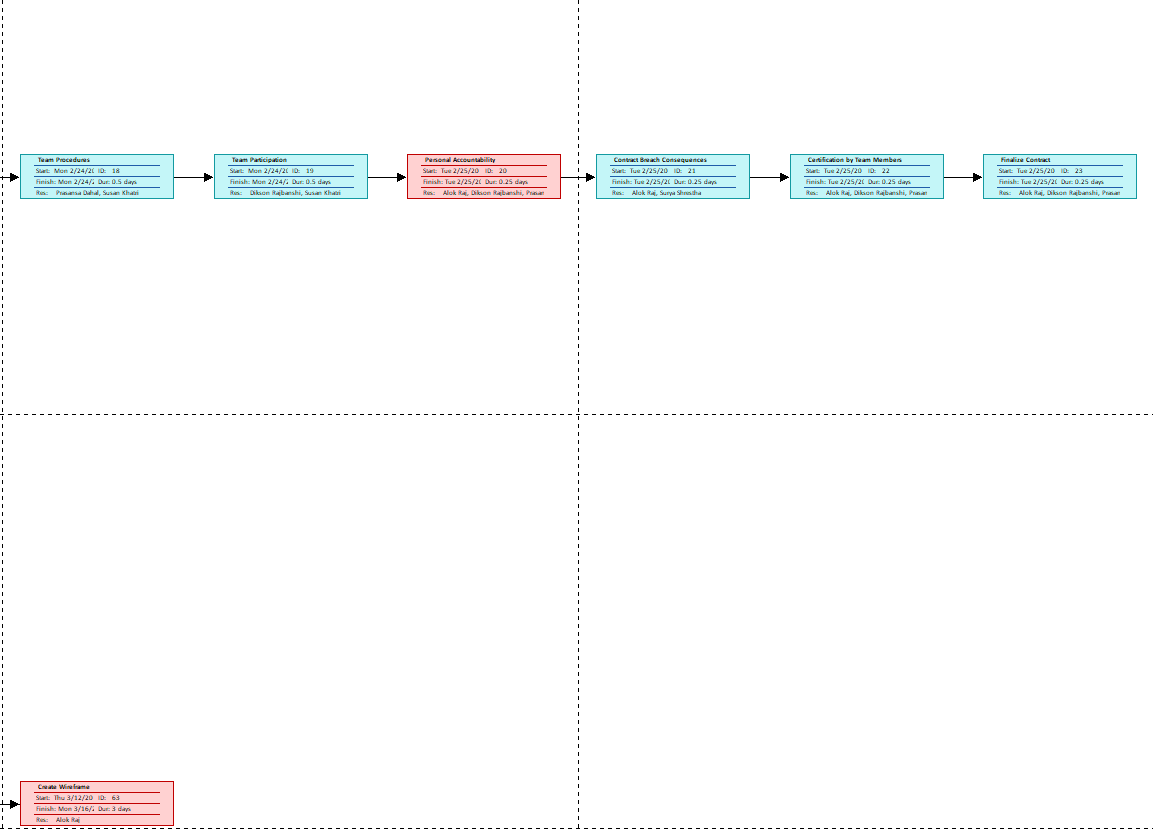 Team Procedures
Start: Mon 2/24/20 ID: 18
Finish: Mon 2/24/2 Dur: 0.5 days
Res: Prasansa Dahal, Susan Khatri
Team Participation
Start: Mon 2/24/20 ID: 19
Finish: Mon 2/24/2 Dur: 0.5 days
Res: Dikson Rajbanshi, Susan Khatri
Personal Accountability
Start: Tue 2/25/20 ID: 20
Finish: Tue 2/25/20 Dur: 0.25 days
Res: Alok Raj, Dikson Rajbanshi, Prasan
Contract Breach Consequences
Start: Tue 2/25/20 ID: 21
Finish: Tue 2/25/20 Dur: 0.25 days
Res: Alok Raj, Surya Shrestha
Certification by Team Members
Start: Tue 2/25/20 ID: 22
Finish: Tue 2/25/20 Dur: 0.25 days
Res: Alok Raj, Dikson Rajbanshi, Prasan
Finalize Contract
Start: Tue 2/25/20 ID: 23
Finish: Tue 2/25/20 Dur: 0.25 days
Res: Alok Raj, Dikson Rajbanshi, Prasan
Create Wireframe
Start: Thu 3/12/20 ID: 63
Finish: Mon 3/16/2 Dur: 3 days
Res: Alok Raj